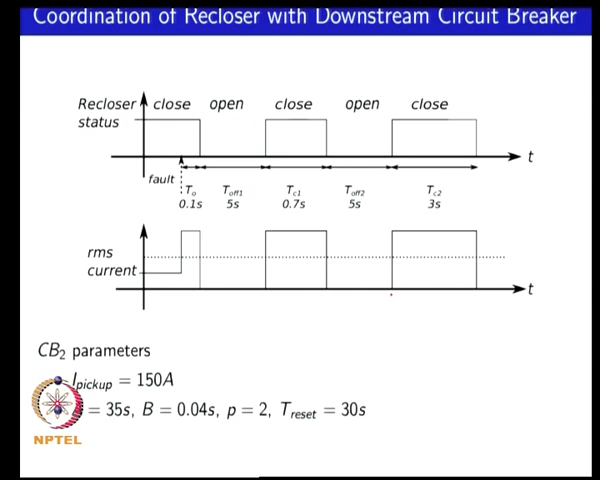 Coordination of Recloser with Downstream Circuit Breaker
Recloser status
close open close open close
t
fault
T_o T_off1 T_c1 T_off2 T_c2
0.1s 5s 0.7s 5s 3s
rms current
t
CB_2 parameters
I_pickup = 150A
= 35s, B = 0.04s, p = 2, T_reset = 30s
NPTEL